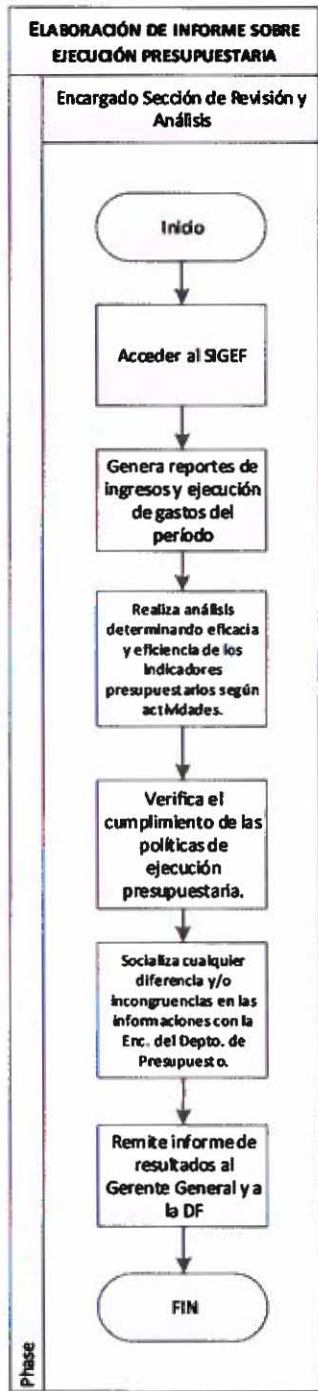 ELABORACIÓN DE INFORME SOBRE
EJECUCIÓN PRESUPUESTARIA
Encargado Sección de Revisión y
Análisis
Inicio
Acceder al SIGEF
Genera reportes de
ingresos y ejecución
de gastos del
período
Realiza análisis
determinando eficacia
y eficiencia de los
indicadores
presupuestarios según
actividades.
Verifica el
cumplimiento de las
políticas de
ejecución
presupuestaria.
Socializa cualquier
diferencia y/o
incongruencias en las
informaciones con la
Enc. del Depto. de
Presupuesto.
Remite informe de
resultados al
Gerente General y a
la DF
FIN
Phase